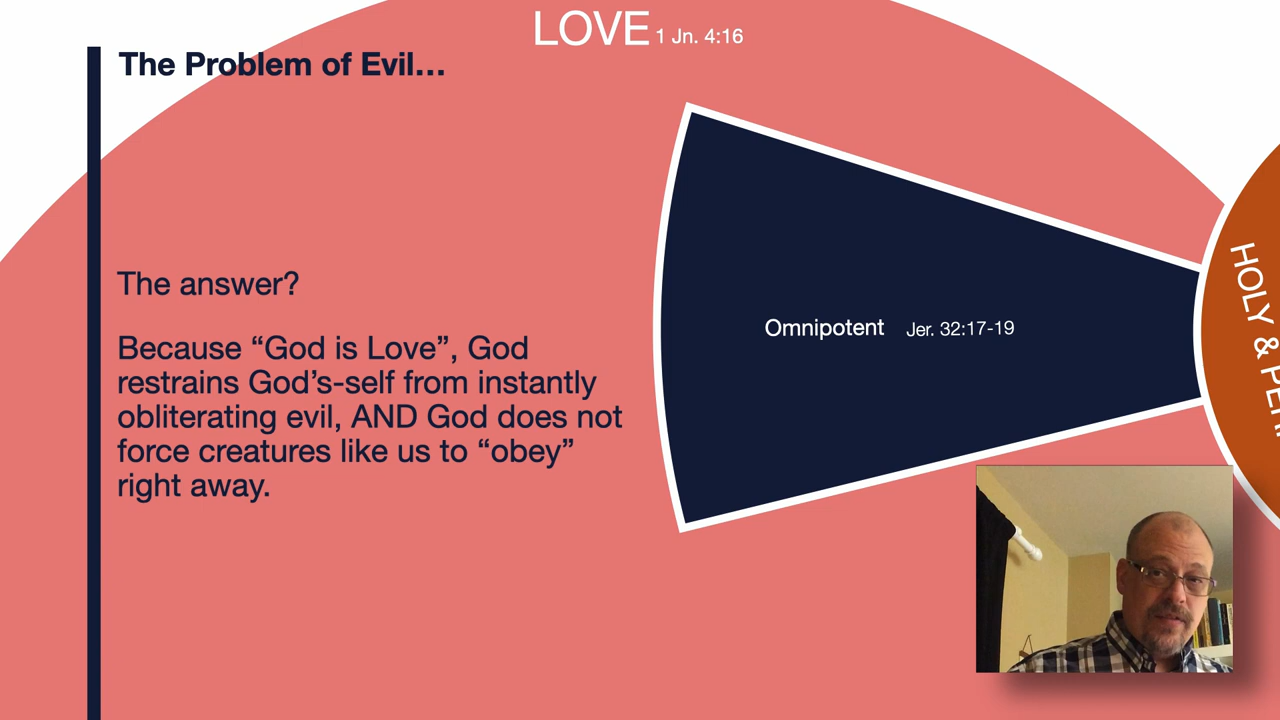 LOVE 1 Jn. 4:16
The Problem of Evil…
The answer?
Because “God is Love”, God
restrains God’s-self from instantly
obliterating evil, AND God does not
force creatures like us to “obey”
right away.
Omnipotent Jer. 32:17-19
HOLY &